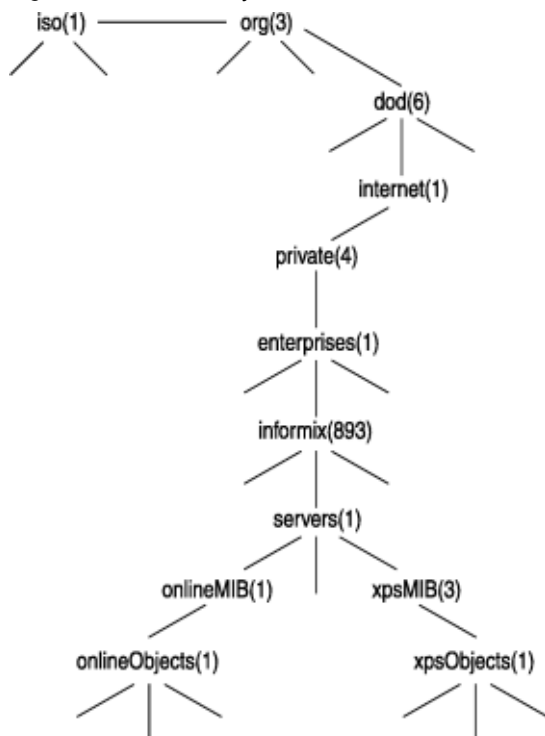 iso(1) org(3)
dod(6)
internet(1)
private(4)
enterprises(1)
informix(893)
servers(1)
onlineMIB(1) xpsMIB(3)
onlineObjects(1) xpsObjects(1)